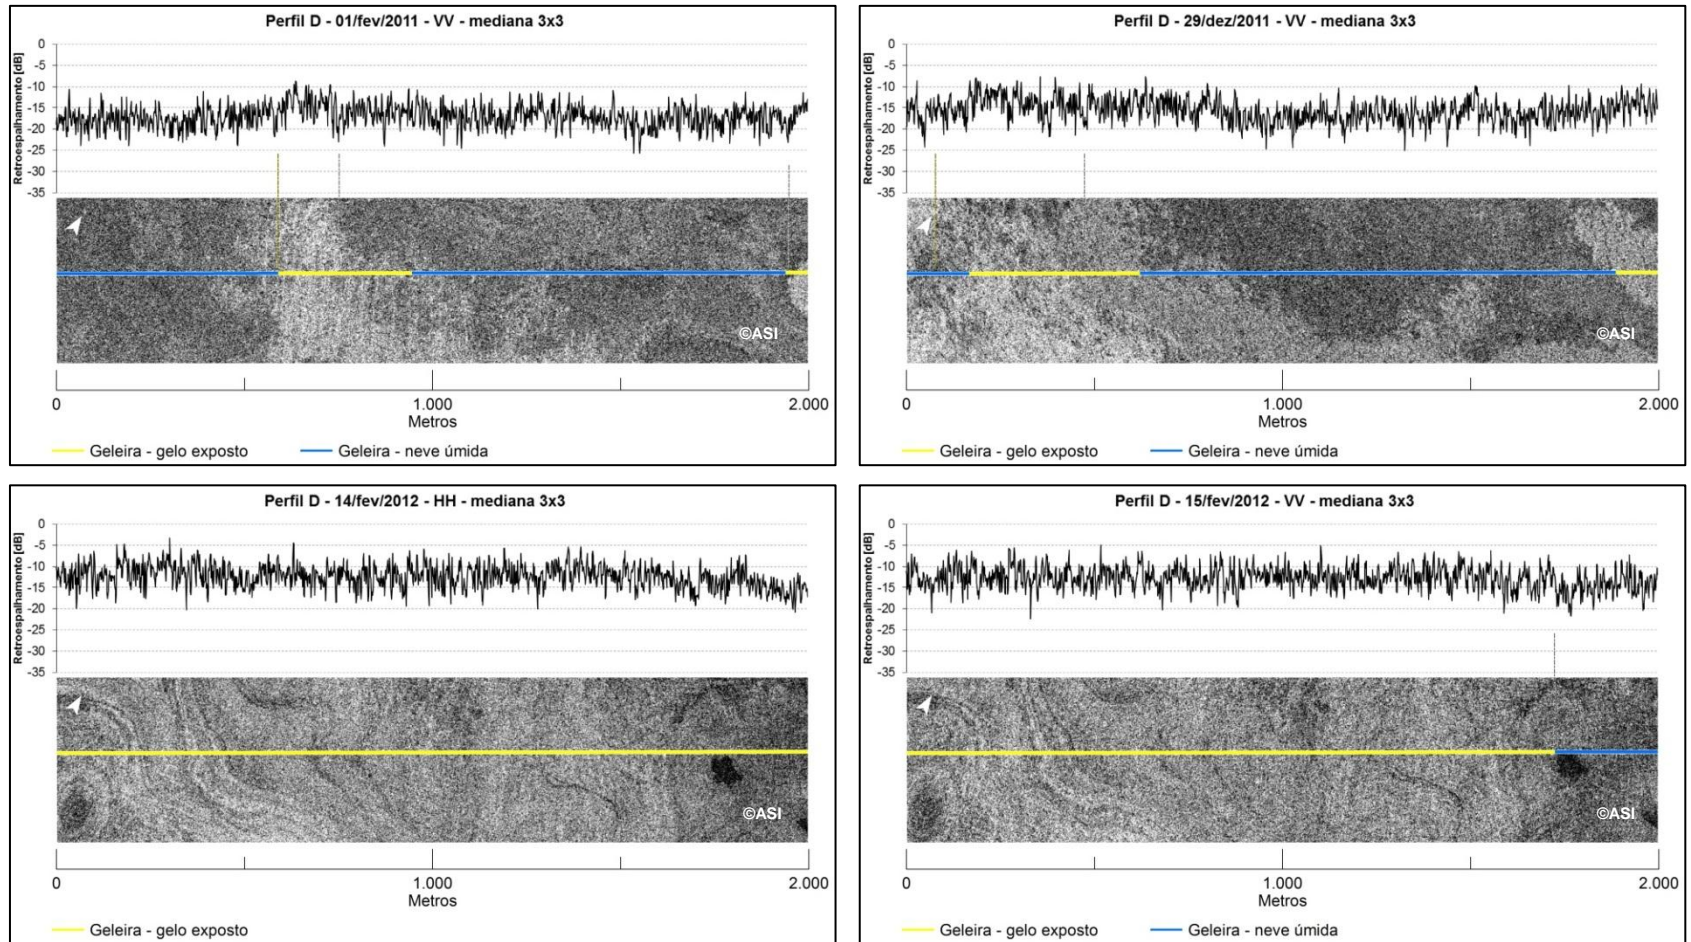 Perfil D - 01/fev/2011 - VV - mediana 3x3
Retroespalhamento [dB]
0
-5
-10
-15
-20
-25
-30
-35
©ASI
0 1.000 2.000
Metros
Geleira - gelo exposto Geleira - neve úmida
Perfil D - 29/dez/2011 - VV - mediana 3x3
Retroespalhamento [dB]
0
-5
-10
-15
-20
-25
-30
-35
©ASI
0 1.000 2.000
Metros
Geleira - gelo exposto Geleira - neve úmida
Perfil D - 14/fev/2012 - HH - mediana 3x3
Retroespalhamento [dB]
0
-5
-10
-15
-20
-25
-30
-35
©ASI
0 1.000 2.000
Metros
Geleira - gelo exposto
Perfil D - 15/fev/2012 - VV - mediana 3x3
Retroespalhamento [dB]
0
-5
-10
-15
-20
-25
-30
-35
©ASI
0 1.000 2.000
Metros
Geleira - gelo exposto Geleira - neve úmida